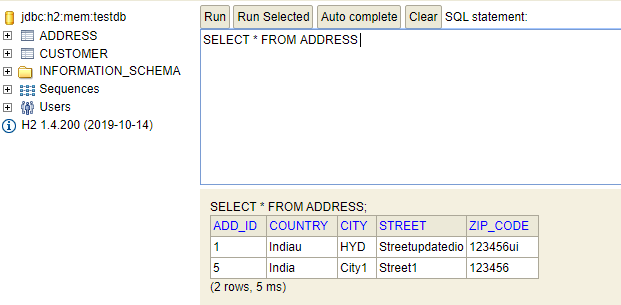 jdbc:h2:mem:testdb
ADDRESS
CUSTOMER
INFORMATION_SCHEMA
Sequences
Users
H2 1.4.200 (2019-10-14)
Run Run Selected Auto complete Clear SQL statement:
SELECT * FROM ADDRESS
SELECT * FROM ADDRESS;
ADD_ID COUNTRY CITY STREET ZIP_CODE
1 Indiau HYD Streetupdatedio 123456ui
5 India City1 Street1 123456
(2 rows, 5 ms)